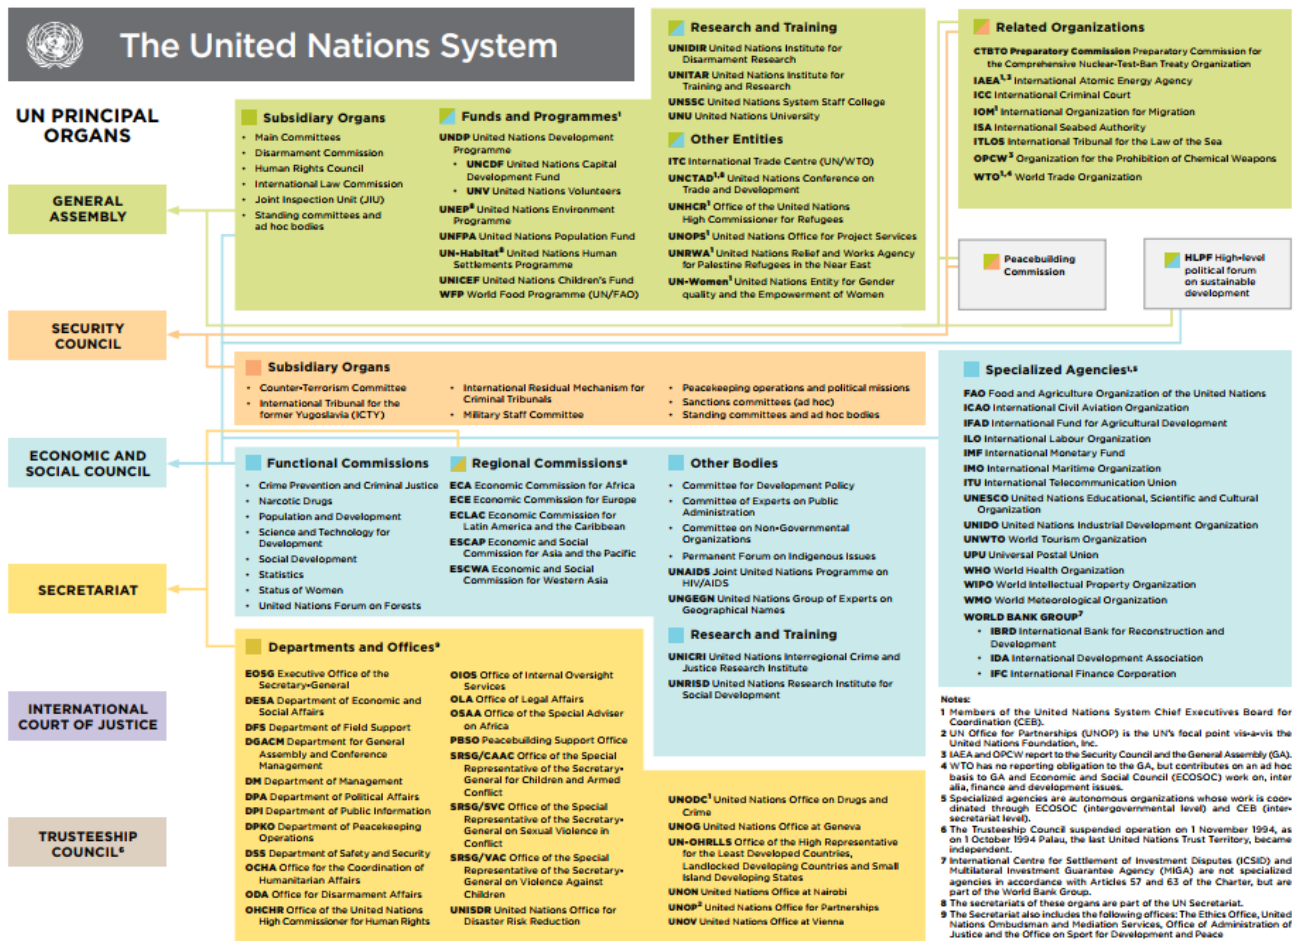 The United Nations System
UN PRINCIPAL
ORGANS
GENERAL
ASSEMBLY
SECURITY
COUNCIL
ECONOMIC AND
SOCIAL COUNCIL
SECRETARIAT
INTERNATIONAL
COURT OF JUSTICE
TRUSTEESHIP
COUNCIL⁶
Subsidiary Organs
• Main Committees
• Disarmament Commission
• Human Rights Council
• International Law Commission
• Joint Inspection Unit (JIU)
• Standing committees and
ad hoc bodies
Funds and Programmes¹
UNDP United Nations Development
Programme
• UNCDF United Nations Capital
Development Fund
• UNV United Nations Volunteers
UNEP⁸ United Nations Environment
Programme
UNFPA United Nations Population Fund
UN-Habitat⁸ United Nations Human
Settlements Programme
UNICEF United Nations Children's Fund
WFP World Food Programme (UN/FAO)
Research and Training
UNIDIR United Nations Institute for
Disarmament Research
UNITAR United Nations Institute for
Training and Research
UNSSC United Nations System Staff College
UNU United Nations University
Other Entities
ITC International Trade Centre (UN/WTO)
UNCTAD¹,⁸ United Nations Conference on
Trade and Development
UNHCR¹ Office of the United Nations
High Commissioner for Refugees
UNOPS¹ United Nations Office for Project Services
UNRWA¹ United Nations Relief and Works Agency
for Palestine Refugees in the Near East
UN-Women¹ United Nations Entity for Gender
quality and the Empowerment of Women
Related Organizations
CTBTO Preparatory Commission Preparatory Commission for
the Comprehensive Nuclear-Test-Ban Treaty Organization
IAEA¹,³ International Atomic Energy Agency
ICC International Criminal Court
IOM¹ International Organization for Migration
ISA International Seabed Authority
ITLOS International Tribunal for the Law of the Sea
OPCW³ Organization for the Prohibition of Chemical Weapons
WTO¹,⁴ World Trade Organization
Peacebuilding
Commission
HLPF High-level
political forum
on sustainable
development
Subsidiary Organs
• Counter-Terrorism Committee
• International Tribunal for the
former Yugoslavia (ICTY)
• International Residual Mechanism for
Criminal Tribunals
• Military Staff Committee
• Peacekeeping operations and political missions
• Sanctions committees (ad hoc)
• Standing committees and ad hoc bodies
Functional Commissions
• Crime Prevention and Criminal Justice
• Narcotic Drugs
• Population and Development
• Science and Technology for
Development
• Social Development
• Statistics
• Status of Women
• United Nations Forum on Forests
Regional Commissions⁸
ECA Economic Commission for Africa
ECE Economic Commission for Europe
ECLAC Economic Commission for
Latin America and the Caribbean
ESCAP Economic and Social
Commission for Asia and the Pacific
ESCWA Economic and Social
Commission for Western Asia
Other Bodies
• Committee for Development Policy
• Committee of Experts on Public
Administration
• Committee on Non-Governmental
Organizations
• Permanent Forum on Indigenous Issues
UNAIDS Joint United Nations Programme on
HIV/AIDS
UNGEGN United Nations Group of Experts on
Geographical Names
Research and Training
UNICRI United Nations Interregional Crime and
Justice Research Institute
UNRISD United Nations Research Institute for
Social Development
Specialized Agencies¹,⁵
FAO Food and Agriculture Organization of the United Nations
ICAO International Civil Aviation Organization
IFAD International Fund for Agricultural Development
ILO International Labour Organization
IMF International Monetary Fund
IMO International Maritime Organization
ITU International Telecommunication Union
UNESCO United Nations Educational, Scientific and Cultural
Organization
UNIDO United Nations Industrial Development Organization
UNWTO World Tourism Organization
UPU Universal Postal Union
WHO World Health Organization
WIPO World Intellectual Property Organization
WMO World Meteorological Organization
WORLD BANK GROUP⁷
• IBRD International Bank for Reconstruction and
Development
• IDA International Development Association
• IFC International Finance Corporation
Departments and Offices⁹
EOSG Executive Office of the
Secretary-General
DESA Department of Economic and
Social Affairs
DFS Department of Field Support
DGACM Department for General
Assembly and Conference
Management
DM Department of Management
DPA Department of Political Affairs
DPI Department of Public Information
DPKO Department of Peacekeeping
Operations
DSS Department of Safety and Security
OCHA Office for the Coordination of
Humanitarian Affairs
ODA Office for Disarmament Affairs
OHCHR Office of the United Nations
High Commissioner for Human Rights
OIOS Office of Internal Oversight
Services
OLA Office of Legal Affairs
OSAA Office of the Special Adviser
on Africa
PBSO Peacebuilding Support Office
SRSG/CAAC Office of the Special
Representative of the Secretary-
General for Children and Armed
Conflict
SRSG/SVC Office of the Special
Representative of the Secretary-
General on Sexual Violence in
Conflict
SRSG/VAC Office of the Special
Representative of the Secretary-
General on Violence Against
Children
UNISDR United Nations Office for
Disaster Risk Reduction
UNODC¹ United Nations Office on Drugs and
Crime
UNOG United Nations Office at Geneva
UN-OHRLLS Office of the High Representative
for the Least Developed Countries,
Landlocked Developing Countries and Small
Island Developing States
UNON United Nations Office at Nairobi
UNOP² United Nations Office for Partnerships
UNOV United Nations Office at Vienna
Notes:
1 Members of the United Nations System Chief Executives Board for
Coordination (CEB).
2 UN Office for Partnerships (UNOP) is the UN's focal point vis-a-vis the
United Nations Foundation, Inc.
3 IAEA and OPCW report to the Security Council and the General Assembly (GA).
4 WTO has no reporting obligation to the GA, but contributes on an ad hoc
basis to GA and Economic and Social Council (ECOSOC) work on, inter
alia, finance and development issues.
5 Specialized agencies are autonomous organizations whose work is coor-
dinated through ECOSOC (intergovernmental level) and CEB (inter-
secretariat level).
6 The Trusteeship Council suspended operation on 1 November 1994, as
on 1 October 1994 Palau, the last United Nations Trust Territory, became
independent.
7 International Centre for Settlement of Investment Disputes (ICSID) and
Multilateral Investment Guarantee Agency (MIGA) are not specialized
agencies in accordance with Articles 57 and 63 of the Charter, but are
part of the World Bank Group.
8 The secretariats of these organs are part of the UN Secretariat.
9 The Secretariat also includes the following offices: The Ethics Office, United
Nations Ombudsman and Mediation Services, Office of Administration of
Justice and the Office on Sport for Development and Peace